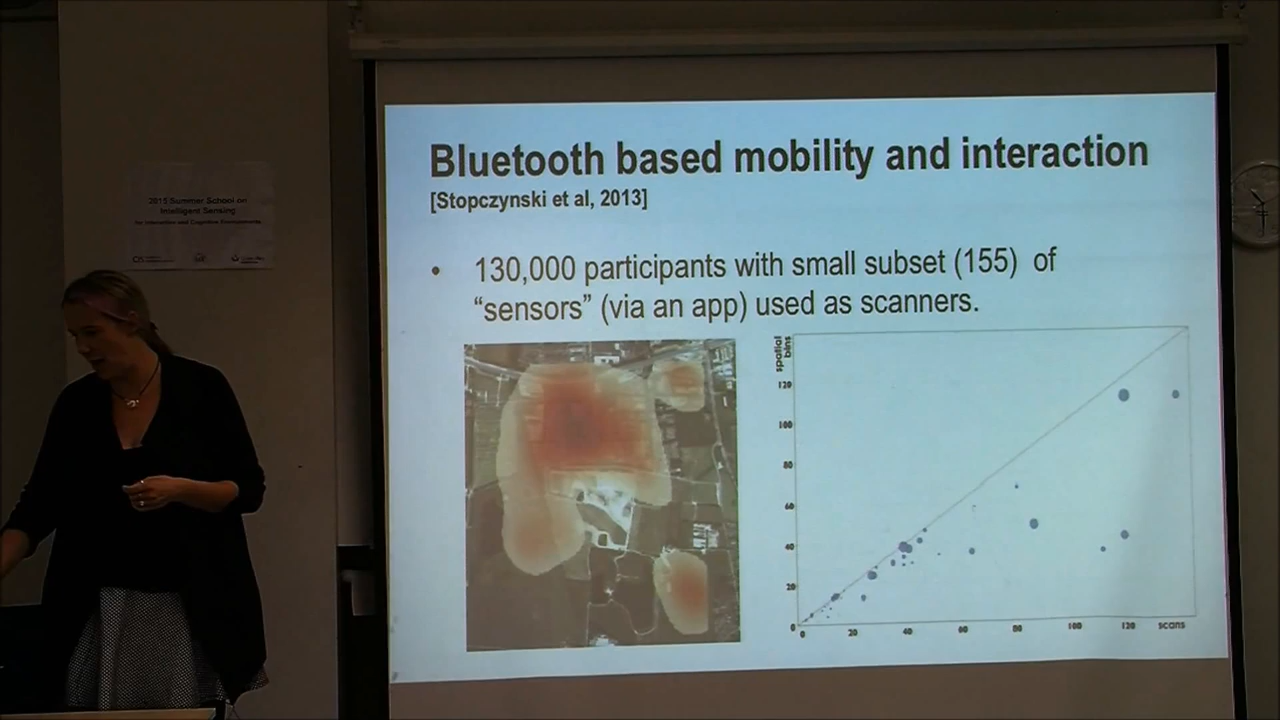 2015 Summer School on
Intelligent Sensing
Bluetooth based mobility and interaction
[Stopczynski et al, 2013]
• 130,000 participants with small subset (155) of
“sensors” (via an app) used as scanners.
spatial
bins
120
100
80
60
40
20
0
0 20 40 60 80 100 120 scans